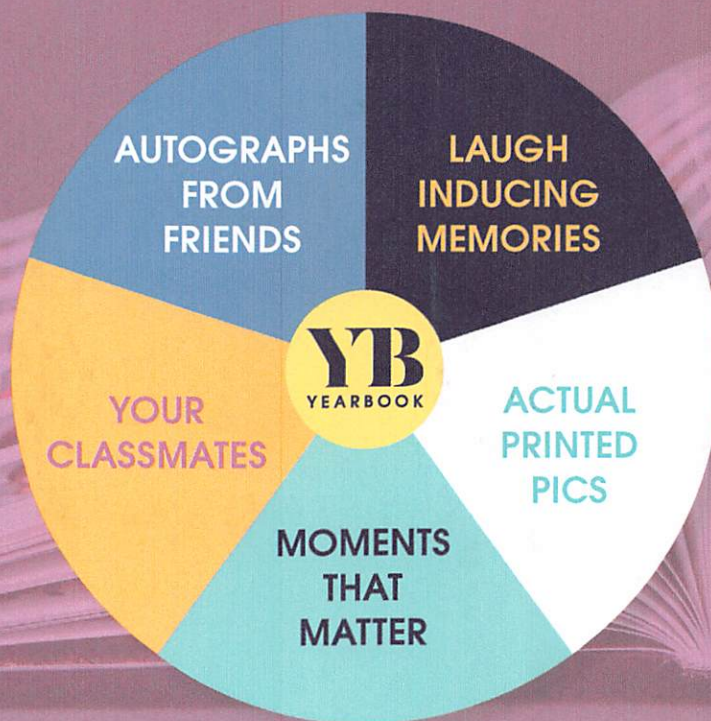 AUTOGRAPHS
FROM
FRIENDS
LAUGH
INDUCING
MEMORIES
YB
YEARBOOK
YOUR
CLASSMATES
ACTUAL
PRINTED
PICS
MOMENTS
THAT
MATTER